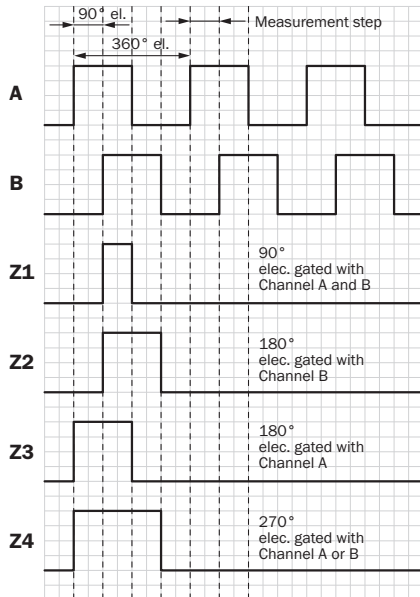 90° el.
Measurement step
360° el.
A
B
Z1
90°
elec. gated with
Channel A and B
Z2
180°
elec. gated with
Channel B
Z3
180°
elec. gated with
Channel A
Z4
270°
elec. gated with
Channel A or B